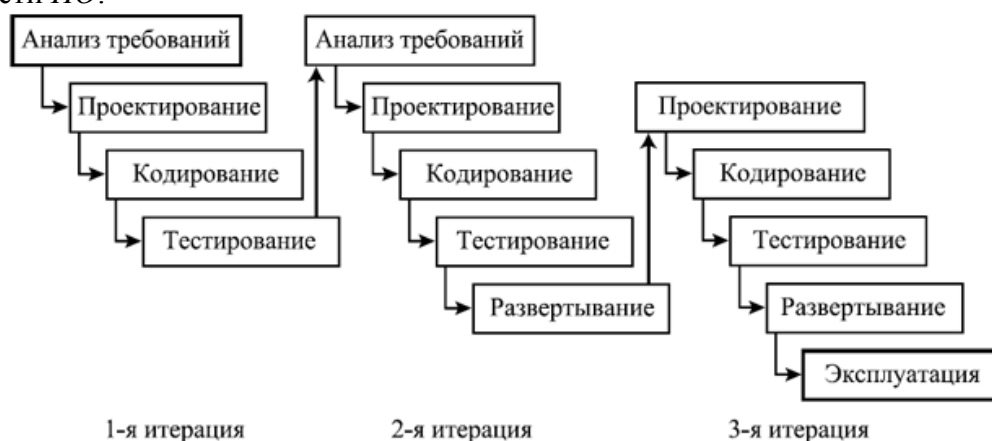 Анализ требований
Проектирование
Кодирование
Тестирование
Анализ требований
Проектирование
Кодирование
Тестирование
Развертывание
Проектирование
Кодирование
Тестирование
Развертывание
Эксплуатация
1-я итерация
2-я итерация
3-я итерация